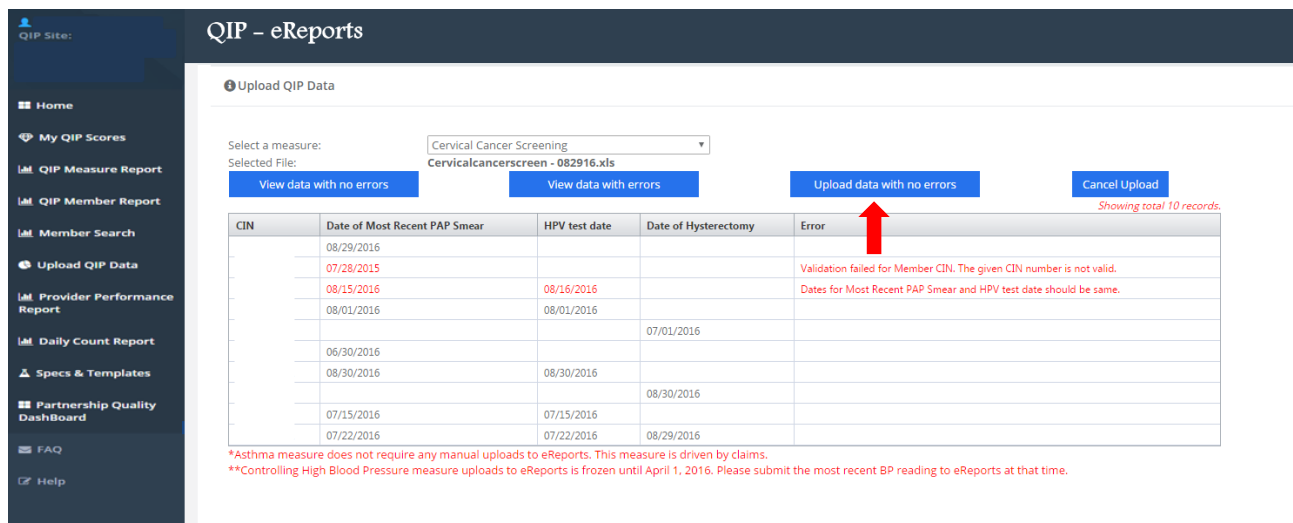 QIP Site:
QIP – eReports
Upload QIP Data
Home
My QIP Scores
QIP Measure Report
QIP Member Report
Member Search
Upload QIP Data
Provider Performance
Report
Daily Count Report
Specs & Templates
Partnership Quality
DashBoard
FAQ
Help
Select a measure: Cervical Cancer Screening
Selected File: Cervicalcancerscreen - 082916.xls
View data with no errors View data with errors Upload data with no errors Cancel Upload
Showing total 10 records.
CIN Date of Most Recent PAP Smear HPV test date Date of Hysterectomy Error
08/29/2016
07/28/2015 Validation failed for Member CIN. The given CIN number is not valid.
08/15/2016 08/16/2016 Dates for Most Recent PAP Smear and HPV test date should be same.
08/01/2016 08/01/2016
07/01/2016
06/30/2016
08/30/2016 08/30/2016
08/30/2016
07/15/2016 07/15/2016
07/22/2016 07/22/2016 08/29/2016
*Asthma measure does not require any manual uploads to eReports. This measure is driven by claims.
**Controlling High Blood Pressure measure uploads to eReports is frozen until April 1, 2016. Please submit the most recent BP reading to eReports at that time.